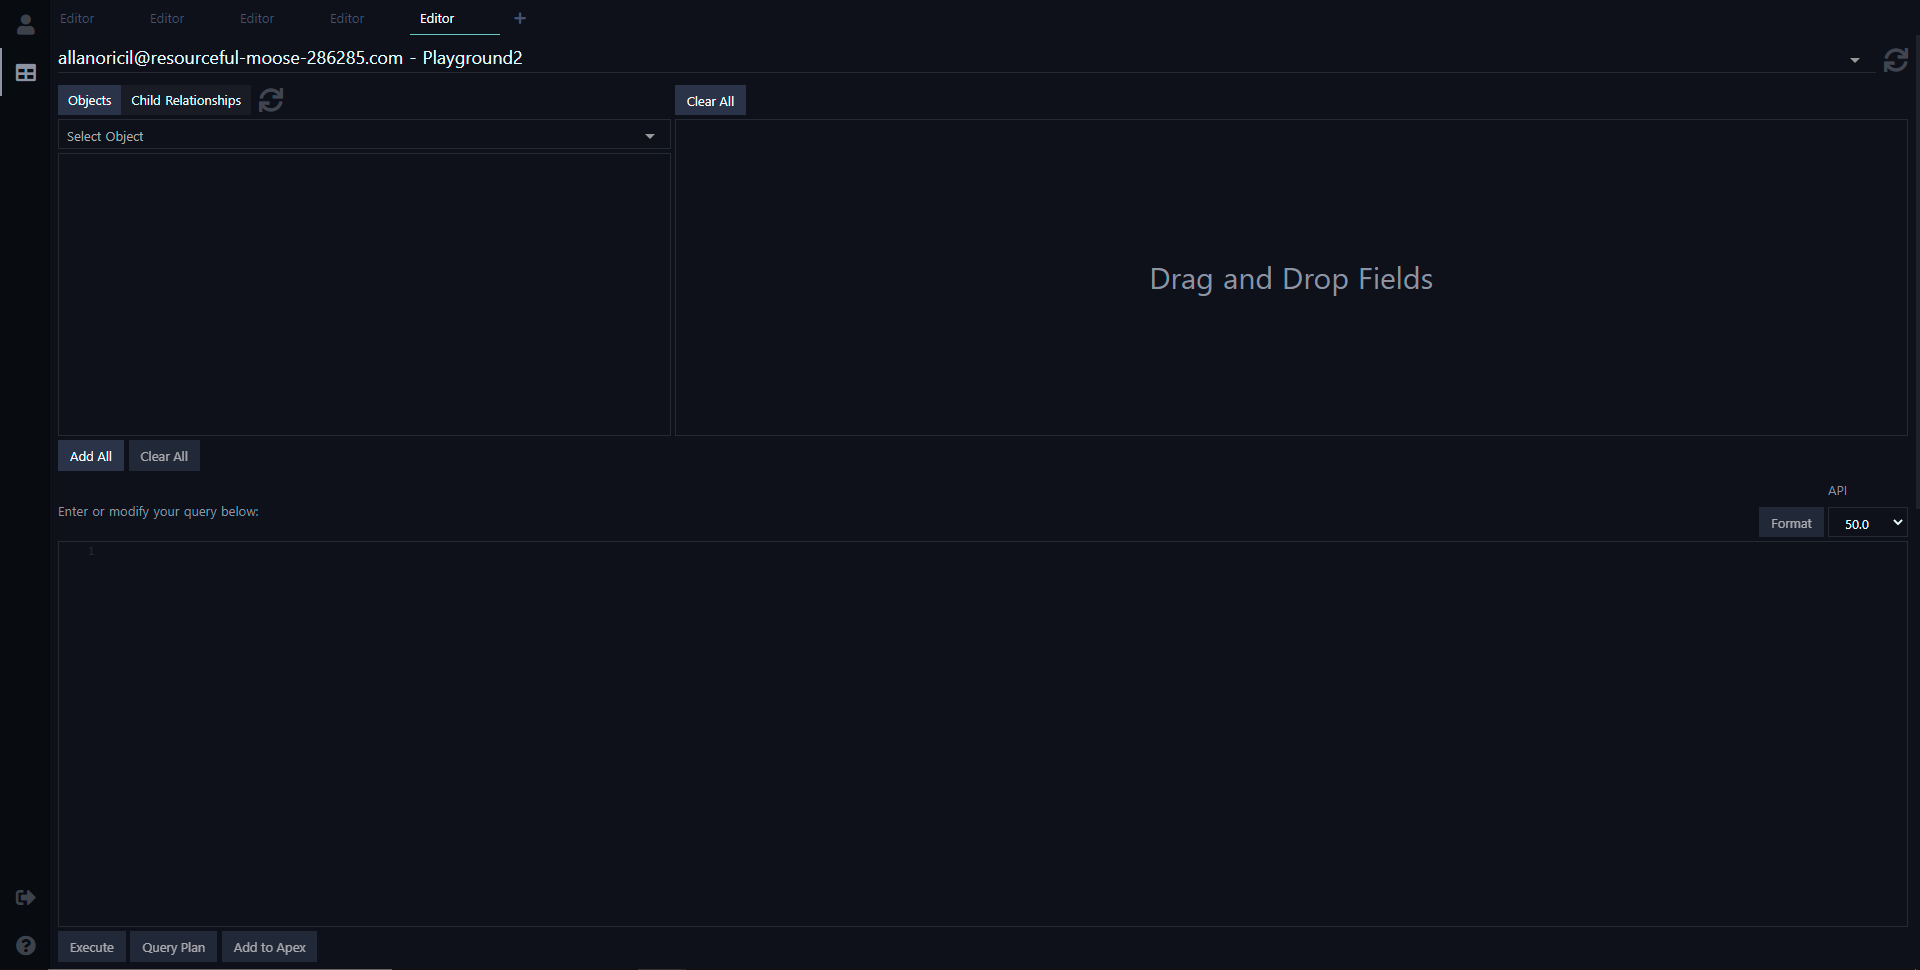 Editor Editor Editor Editor Editor +
allanoricil@resourceful-moose-286285.com - Playground2
Objects Child Relationships Clear All
Select Object
Drag and Drop Fields
Add All Clear All
API
Enter or modify your query below:
Format 50.0
1
Execute Query Plan Add to Apex